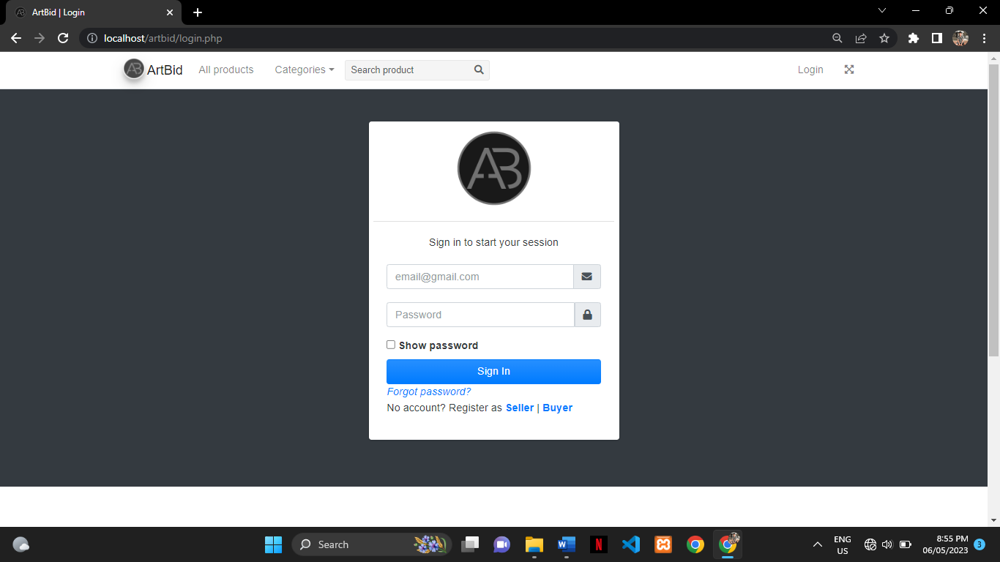 ArtBid | Login
localhost/artbid/login.php
AB ArtBid All products Categories Search product Login
AB
Sign in to start your session
email@gmail.com
Password
Show password
Sign In
Forgot password?
No account? Register as Seller | Buyer
Search
W
N
ENG
US
8:55 PM
06/05/2023
3